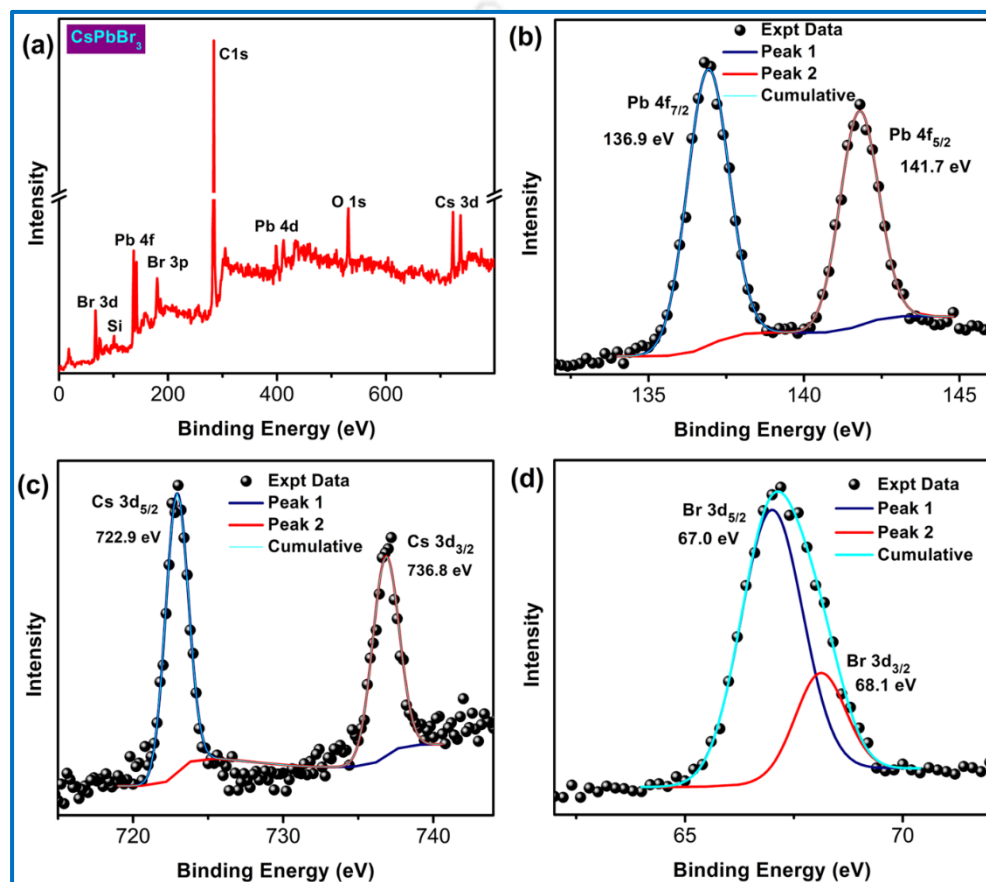 (a)
CsPbBr₃
C1s
Pb 4f
Br 3d
Si
Br 3p
Pb 4d
O 1s
Cs 3d
Intensity
0
200
400
600
Binding Energy (eV)
(b)
Expt Data
Peak 1
Peak 2
Cumulative
Pb 4f₇/₂
136.9 eV
Pb 4f₅/₂
141.7 eV
Intensity
135
140
145
Binding Energy (eV)
(c)
Expt Data
Peak 1
Peak 2
Cumulative
Cs 3d₅/₂
722.9 eV
Cs 3d₃/₂
736.8 eV
Intensity
720
730
740
Binding Energy (eV)
(d)
Expt Data
Peak 1
Peak 2
Cumulative
Br 3d₅/₂
67.0 eV
Br 3d₃/₂
68.1 eV
Intensity
65
70
Binding Energy (eV)